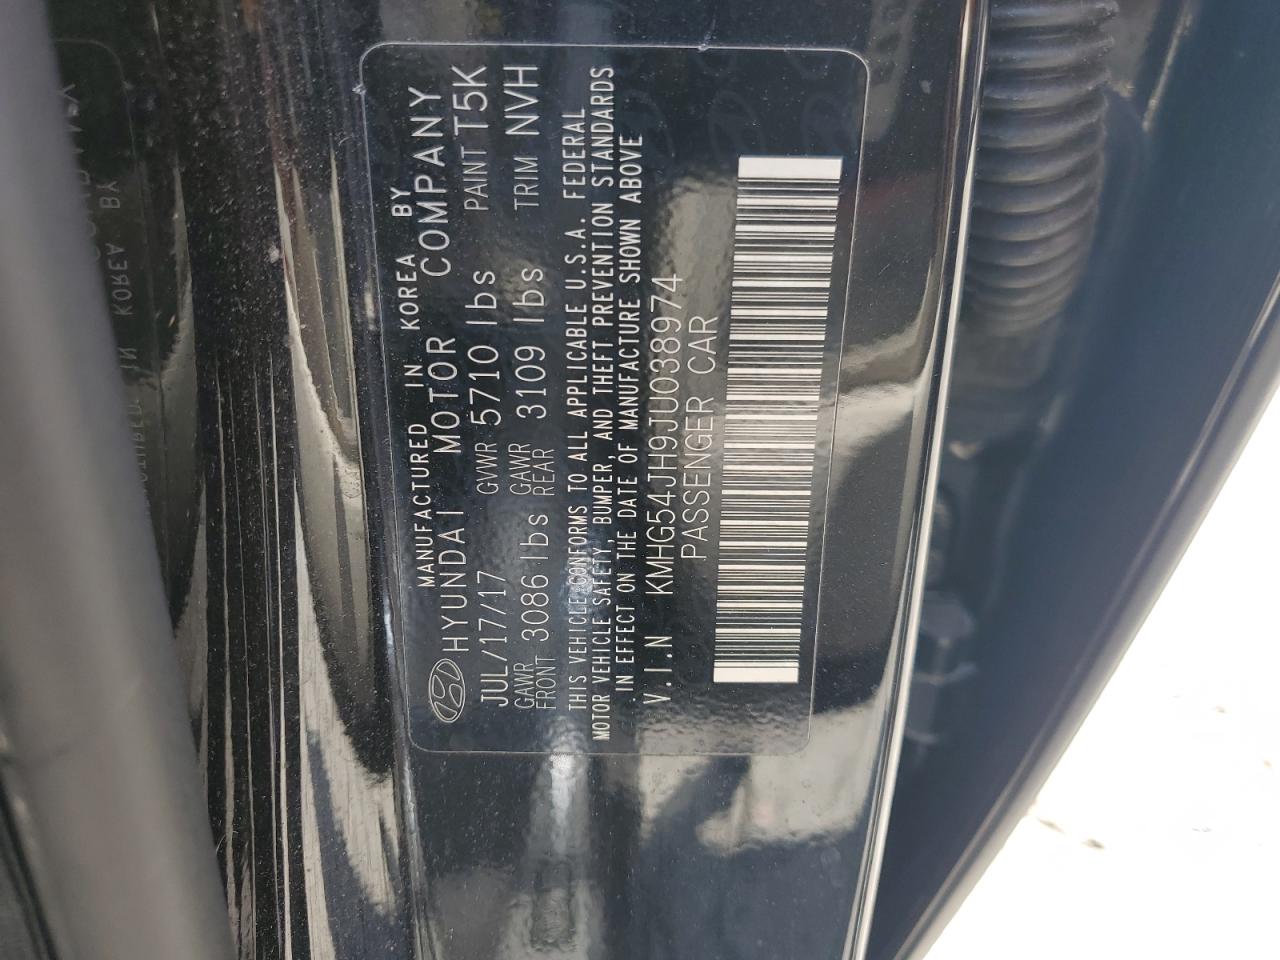 MANUFACTURED IN KOREA BY
HYUNDAI MOTOR COMPANY
JUL/17/17 GVWR 5710 lbs PAINT T5K
GAWR FRONT 3086 lbs GAWR REAR 3109 lbs TRIM NVH
THIS VEHICLE CONFORMS TO ALL APPLICABLE U.S.A. FEDERAL
MOTOR VEHICLE SAFETY, BUMPER, AND THEFT PREVENTION STANDARDS
IN EFFECT ON THE DATE OF MANUFACTURE SHOWN ABOVE
V.I.N KMHG54JH9JU038974
PASSENGER CAR